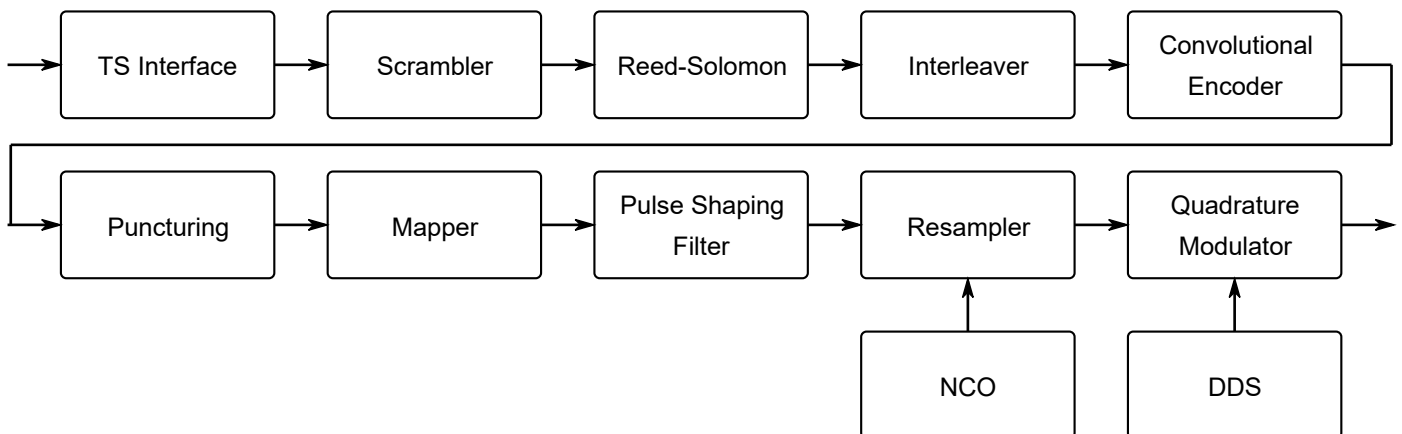 TS Interface
Scrambler
Reed-Solomon
Interleaver
Convolutional
Encoder
Puncturing
Mapper
Pulse Shaping
Filter
Resampler
Quadrature
Modulator
NCO
DDS